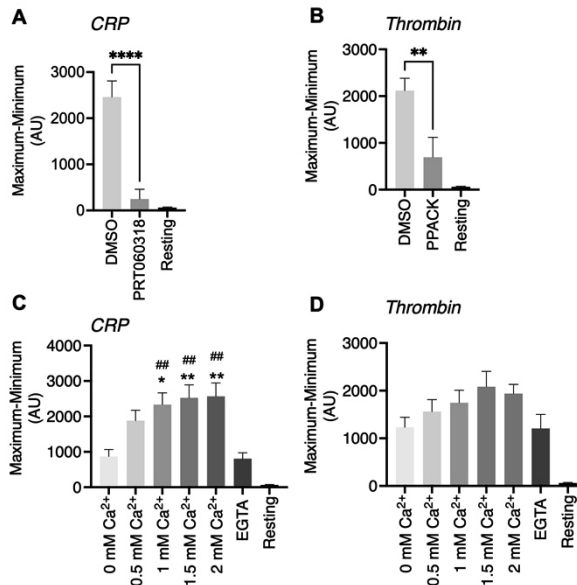 A
CRP
****
Maximum-Minimum
(AU)
3000
2000
1000
0
DMSO
PRT060318
Resting
B
Thrombin
**
Maximum-Minimum
(AU)
3000
2000
1000
0
DMSO
PPACK
Resting
C
CRP
## ## ##
* ** **
Maximum-Minimum
(AU)
4000
3000
2000
1000
0
0 mM Ca²⁺
0.5 mM Ca²⁺
1 mM Ca²⁺
1.5 mM Ca²⁺
2 mM Ca²⁺
EGTA
Resting
D
Thrombin
Maximum-Minimum
(AU)
3000
2000
1000
0
0 mM Ca²⁺
0.5 mM Ca²⁺
1 mM Ca²⁺
1.5 mM Ca²⁺
2 mM Ca²⁺
EGTA
Resting